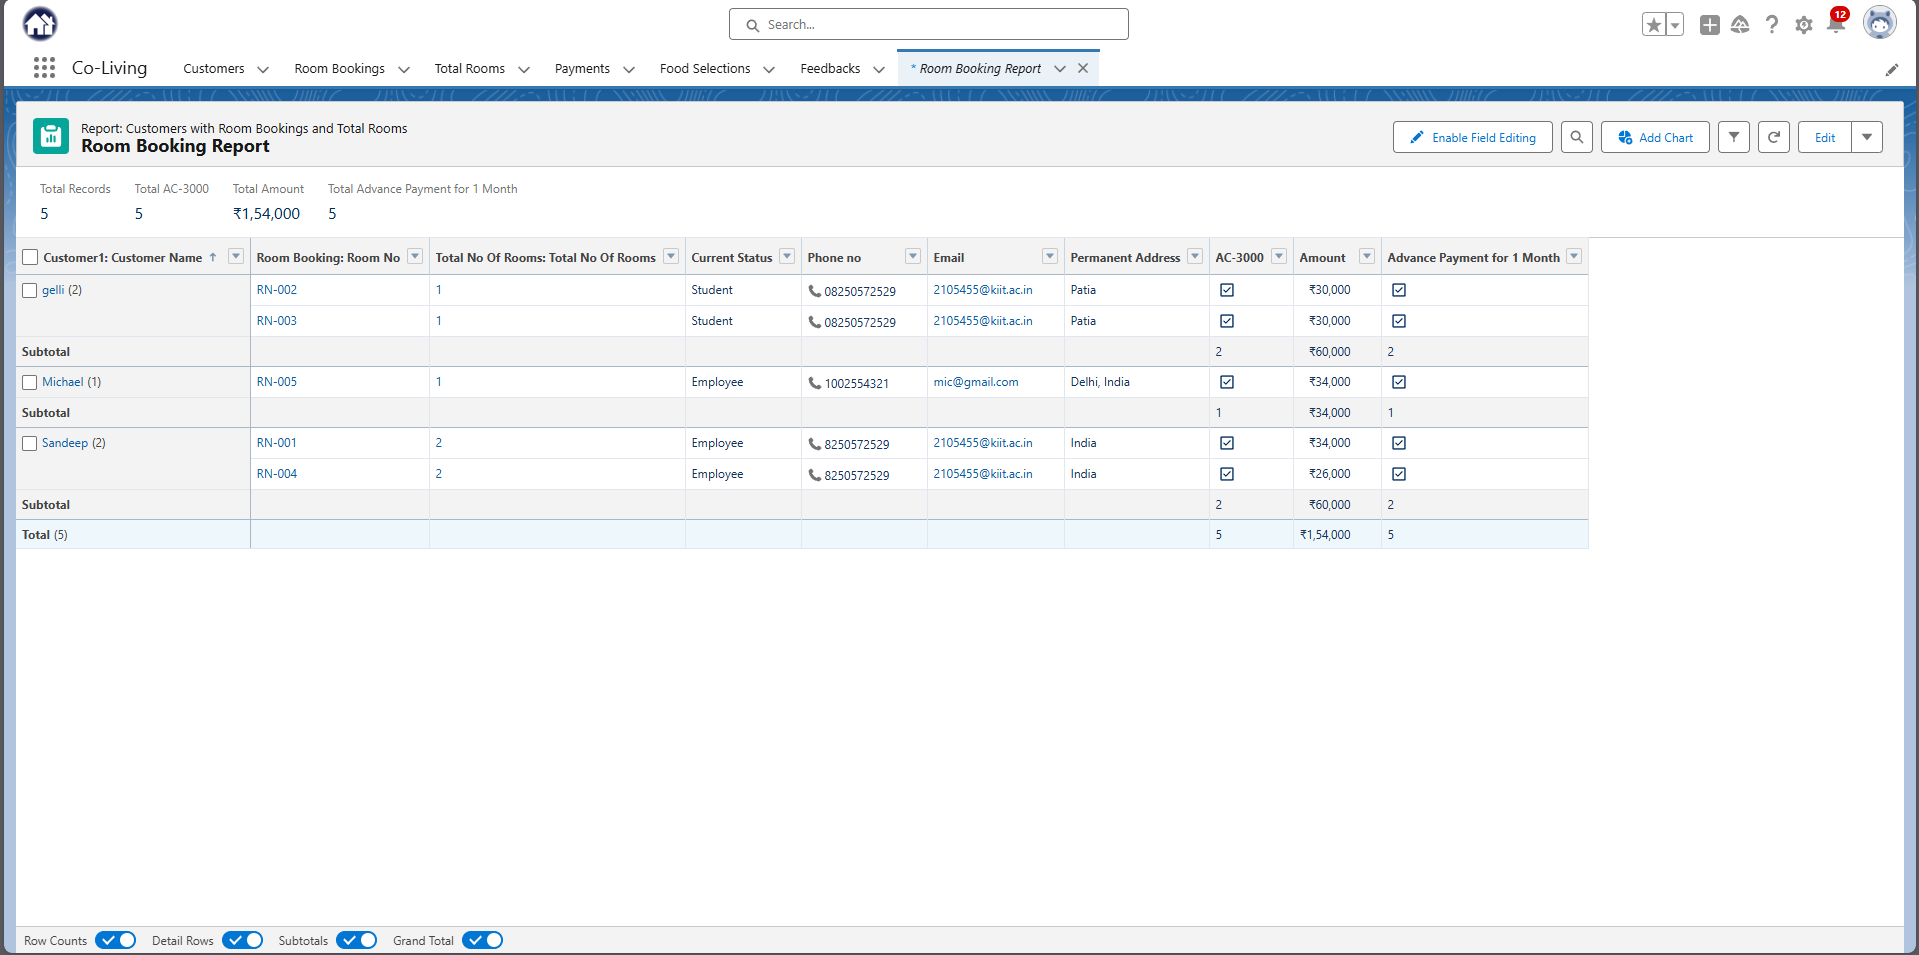 Search...
12
Co-Living Customers Room Bookings Total Rooms Payments Food Selections Feedbacks * Room Booking Report
Report: Customers with Room Bookings and Total Rooms
Room Booking Report
Enable Field Editing Add Chart Edit
Total Records Total AC-3000 Total Amount Total Advance Payment for 1 Month
5 5 ₹1,54,000 5
Customer1: Customer Name ↑ Room Booking: Room No Total No Of Rooms: Total No Of Rooms Current Status Phone no Email Permanent Address AC-3000 Amount Advance Payment for 1 Month
gelli (2) RN-002 1 Student 08250572529 2105455@kiit.ac.in Patia ₹30,000
RN-003 1 Student 08250572529 2105455@kiit.ac.in Patia ₹30,000
Subtotal 2 ₹60,000 2
Michael (1) RN-005 1 Employee 1002554321 mic@gmail.com Delhi, India ₹34,000
Subtotal 1 ₹34,000 1
Sandeep (2) RN-001 2 Employee 8250572529 2105455@kiit.ac.in India ₹34,000
RN-004 2 Employee 8250572529 2105455@kiit.ac.in India ₹26,000
Subtotal 2 ₹60,000 2
Total (5) 5 ₹1,54,000 5
Row Counts Detail Rows Subtotals Grand Total